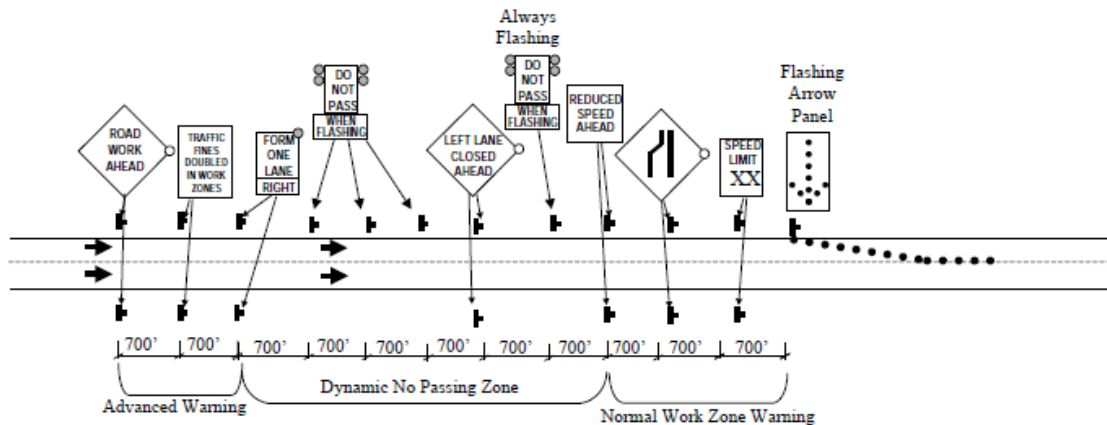 Always
Flashing
DO
NOT
PASS
WHEN
FLASHING
DO
NOT
PASS
WHEN
FLASHING
REDUCED
SPEED
AHEAD
Flashing
Arrow
Panel
ROAD
WORK
AHEAD
TRAFFIC
FINES
DOUBLED
IN WORK
ZONES
FORM
ONE
LANE
RIGHT
LEFT LANE
CLOSED
AHEAD
SPEED
LIMIT
XX
700' 700' 700' 700' 700' 700' 700' 700' 700' 700' 700'
Advanced Warning
Dynamic No Passing Zone
Normal Work Zone Warning